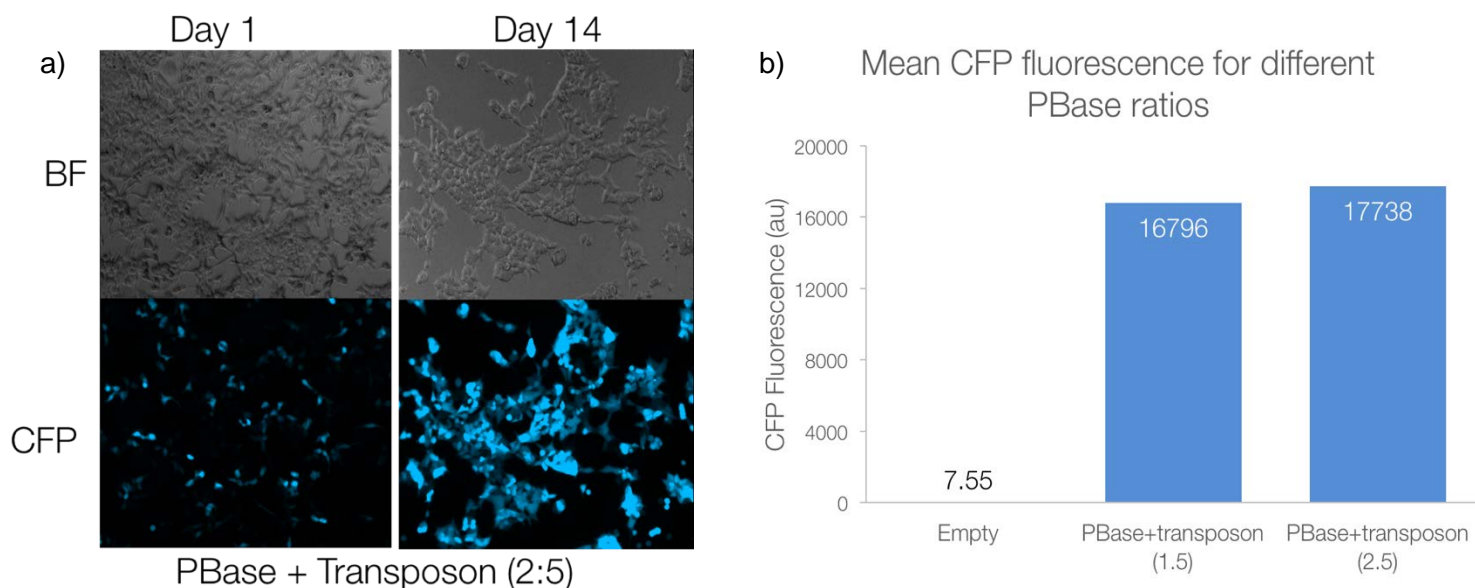 a)
Day 1
Day 14
BF
CFP
PBase + Transposon (2:5)
b)
Mean CFP fluorescence for different
PBase ratios
CFP Fluorescence (au)
20000
16000
12000
8000
4000
0
7.55
16796
17738
Empty
PBase+transposon
(1.5)
PBase+transposon
(2.5)